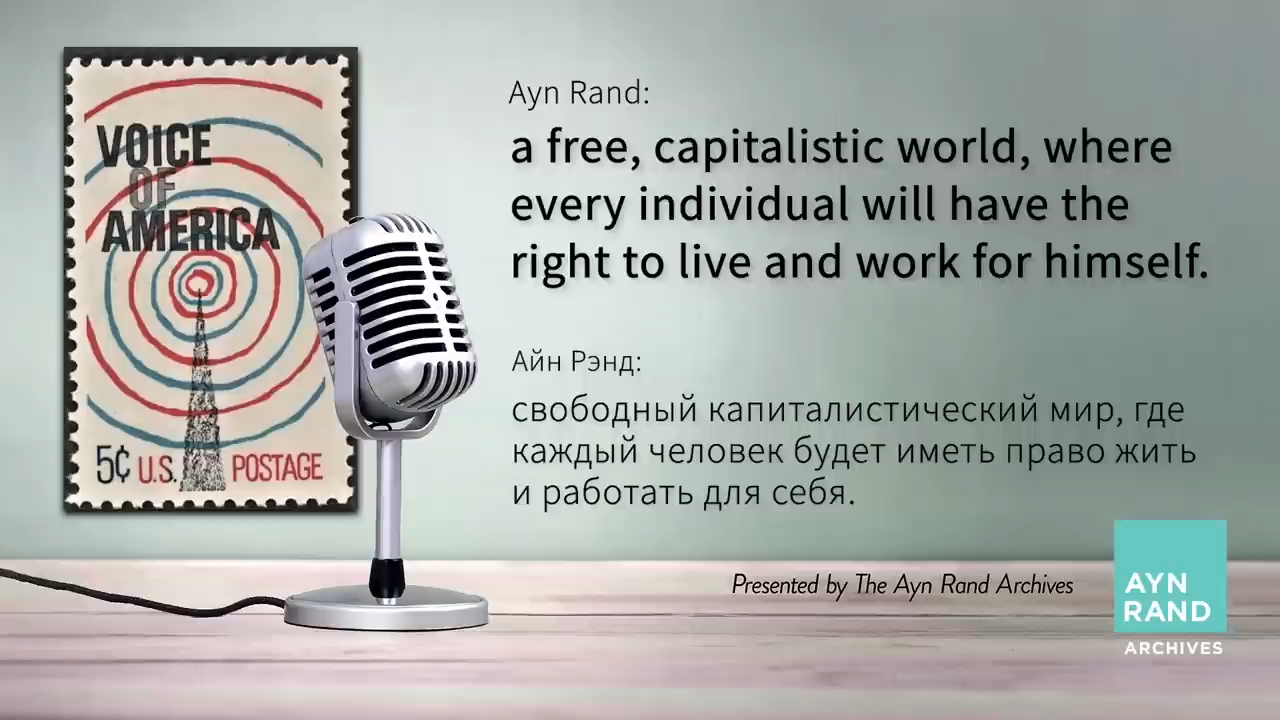 VOICE
OF
AMERICA
5¢ U.S. POSTAGE
Ayn Rand:
a free, capitalistic world, where
every individual will have the
right to live and work for himself.
Айн Рэнд:
свободный капиталистический мир, где
каждый человек будет иметь право жить
и работать для себя.
Presented by The Ayn Rand Archives
AYN
RAND
ARCHIVES